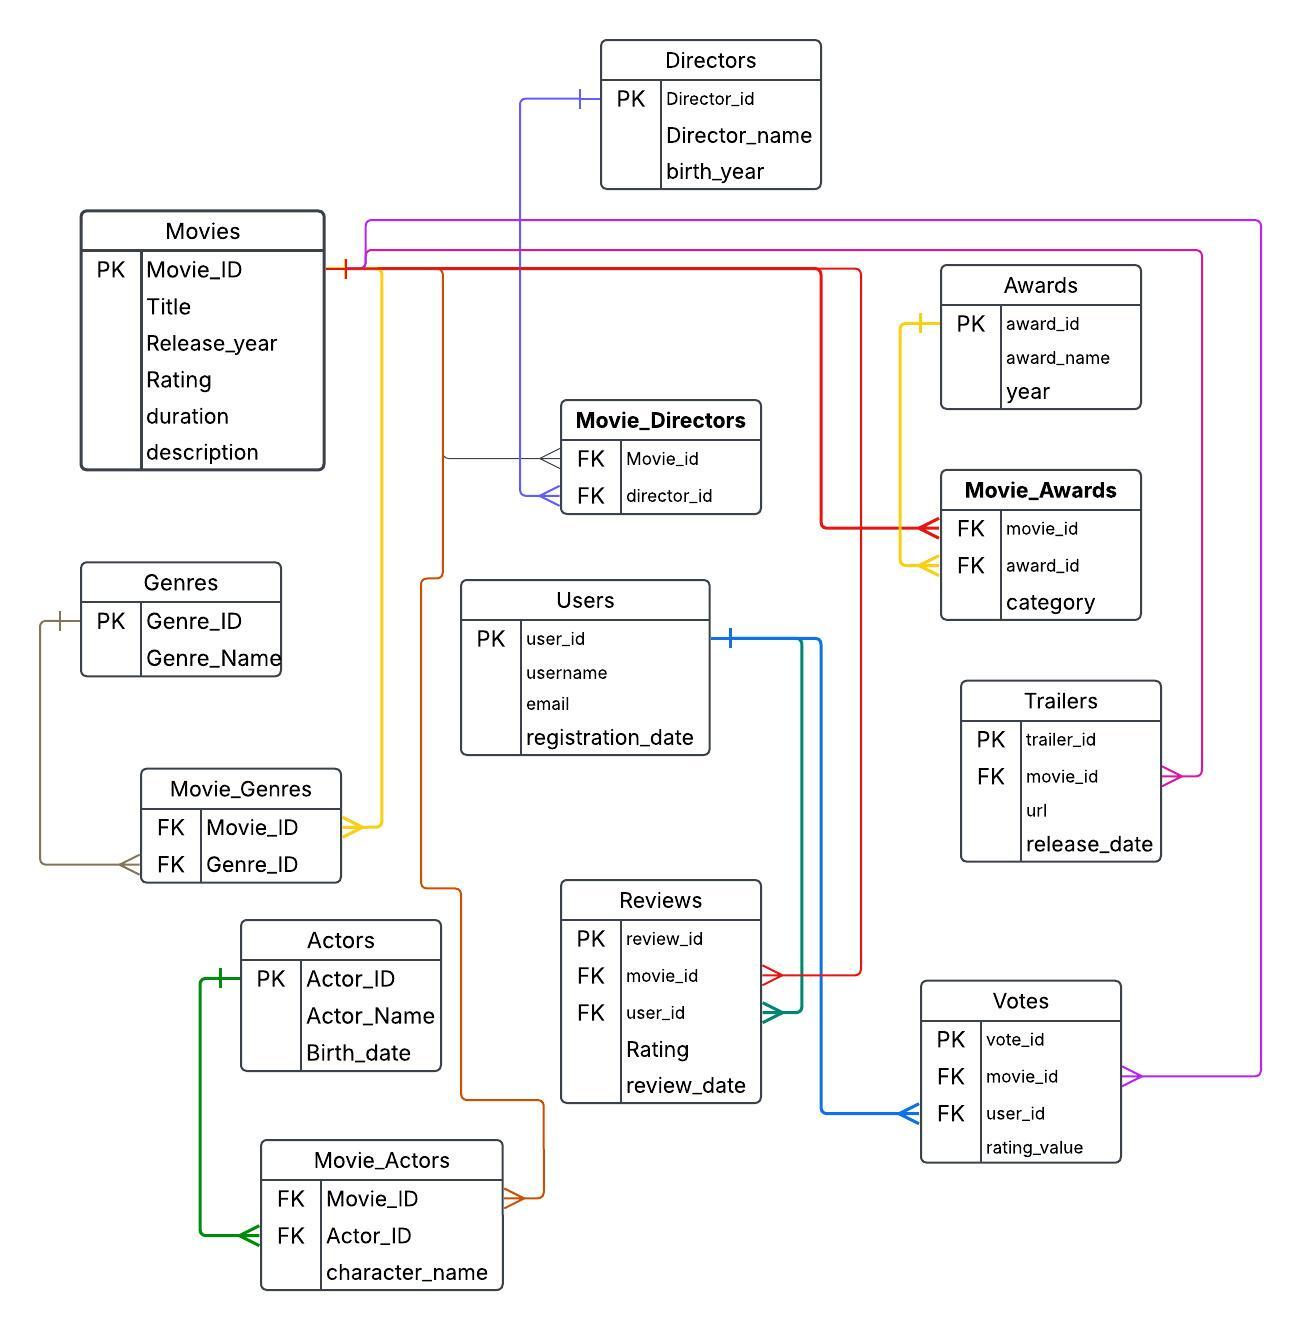 Directors
PK Director_id
Director_name
birth_year
Movies
PK Movie_ID
Title
Release_year
Rating
duration
description
Awards
PK award_id
award_name
year
Movie_Directors
FK Movie_id
FK director_id
Movie_Awards
FK movie_id
FK award_id
category
Genres
PK Genre_ID
Genre_Name
Users
PK user_id
username
email
registration_date
Trailers
PK trailer_id
FK movie_id
url
release_date
Movie_Genres
FK Movie_ID
FK Genre_ID
Reviews
PK review_id
FK movie_id
FK user_id
Rating
review_date
Actors
PK Actor_ID
Actor_Name
Birth_date
Votes
PK vote_id
FK movie_id
FK user_id
rating_value
Movie_Actors
FK Movie_ID
FK Actor_ID
character_name